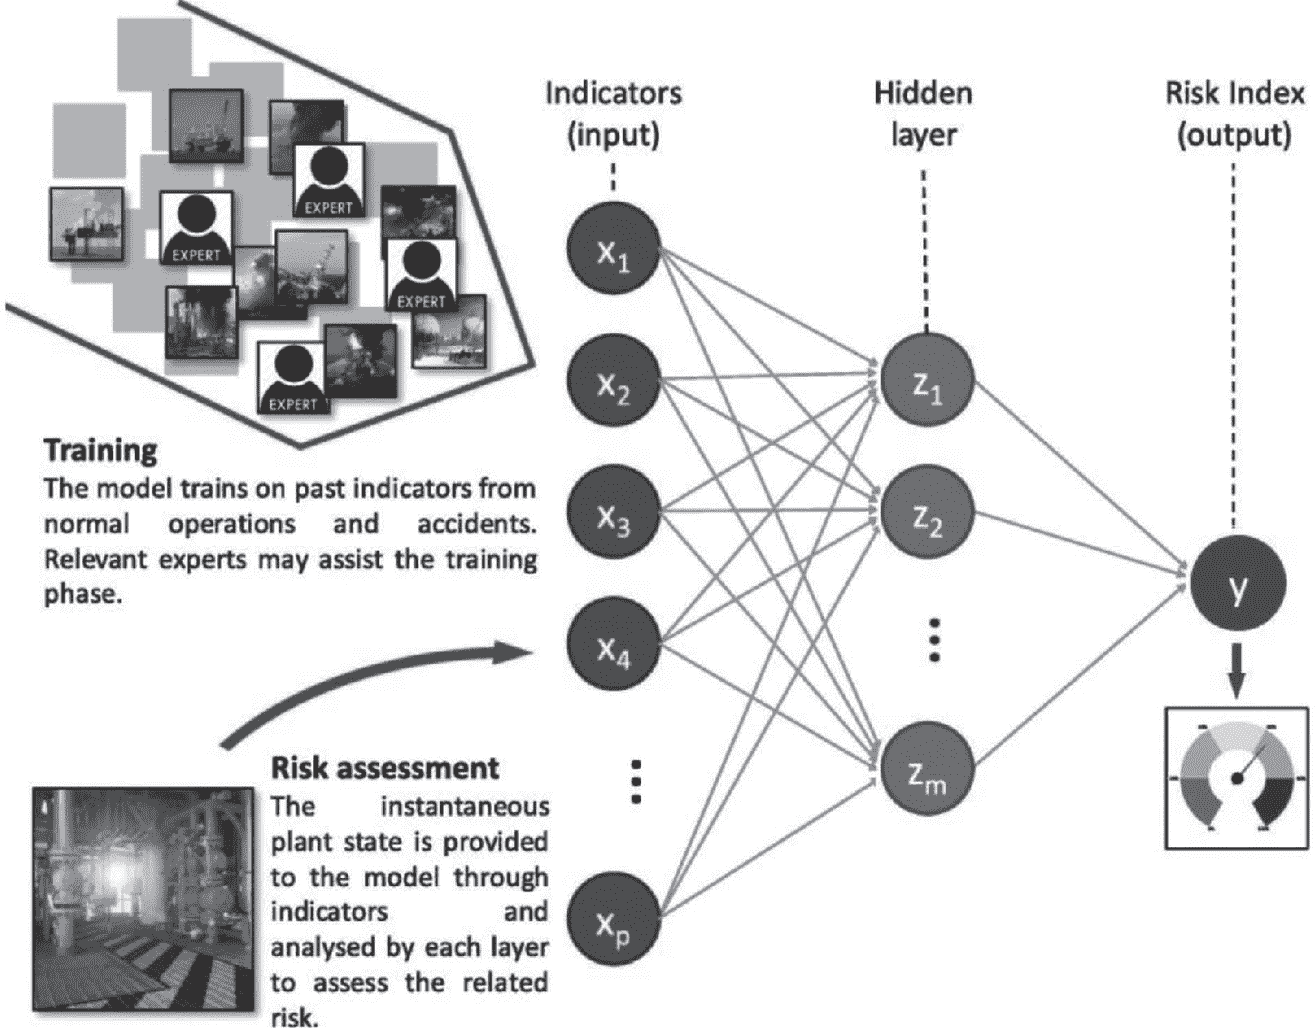 Indicators
(input)
Hidden
layer
Risk Index
(output)
EXPERT
EXPERT
EXPERT
EXPERT
Training
The model trains on past indicators from
normal operations and accidents.
Relevant experts may assist the training
phase.
x1
x2
x3
x4
xp
z1
z2
zm
y
Risk assessment
The instantaneous
plant state is provided
to the model through
indicators and
analysed by each layer
to assess the related
risk.